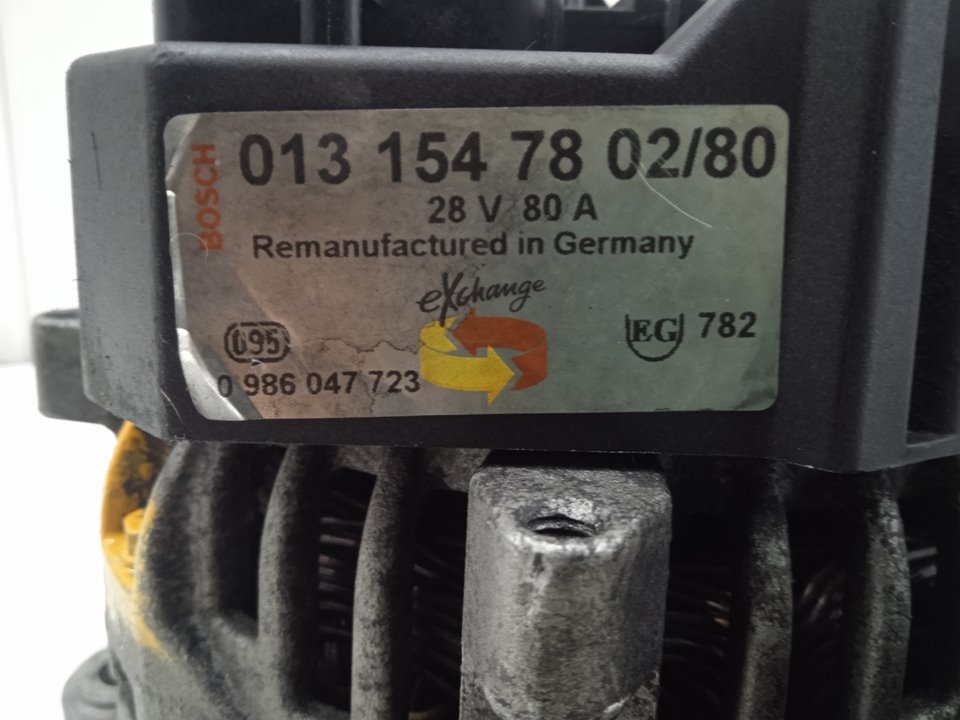 BOSCH
013 154 78 02/80
28 V 80 A
Remanufactured in Germany
eXchange
095
EG 782
0 986 047 723